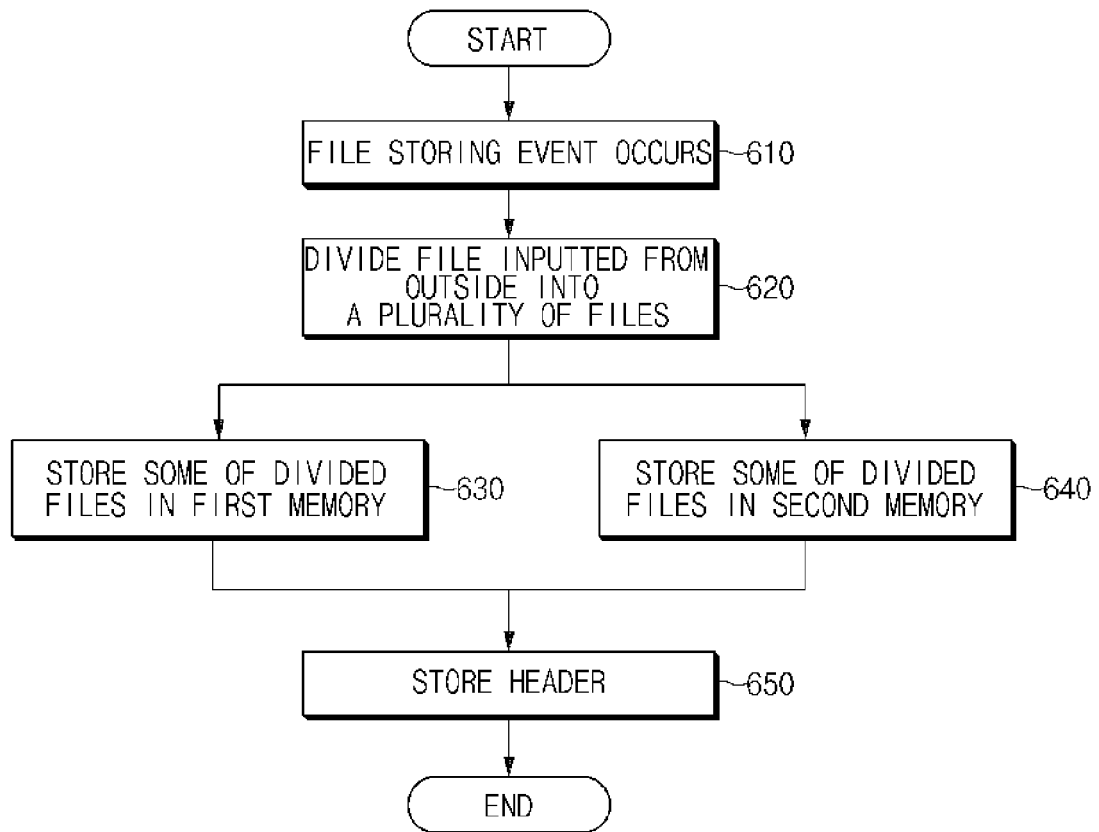 START
FILE STORING EVENT OCCURS
610
DIVIDE FILE INPUTTED FROM
OUTSIDE INTO
A PLURALITY OF FILES
620
STORE SOME OF DIVIDED
FILES IN FIRST MEMORY
630
STORE SOME OF DIVIDED
FILES IN SECOND MEMORY
640
STORE HEADER
650
END